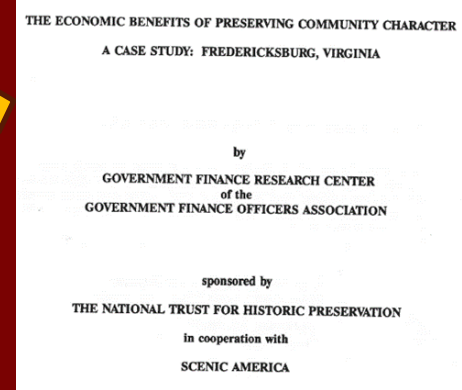 THE ECONOMIC BENEFITS OF PRESERVING COMMUNITY CHARACTER
A CASE STUDY: FREDERICKSBURG, VIRGINIA
by
GOVERNMENT FINANCE RESEARCH CENTER
of the
GOVERNMENT FINANCE OFFICERS ASSOCIATION
sponsored by
THE NATIONAL TRUST FOR HISTORIC PRESERVATION
in cooperation with
SCENIC AMERICA